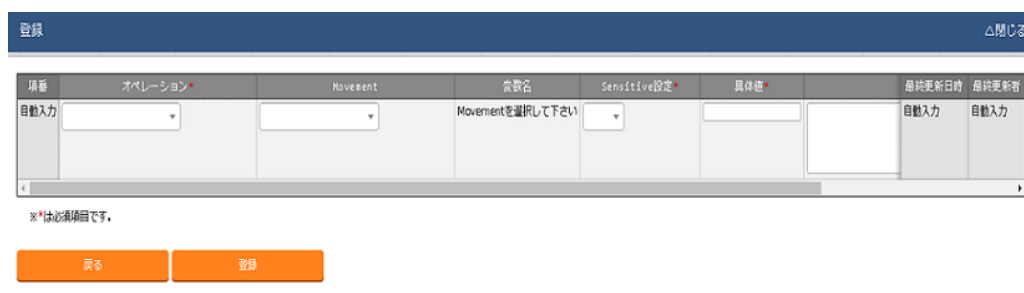 登録
△閉じる
項番 オペレーション* Movement 変数名 Sensitive設定* 具体値* 最終更新日時 最終更新者
自動入力 Movementを選択して下さい 自動入力 自動入力
※*は必須項目です。
戻る 登録